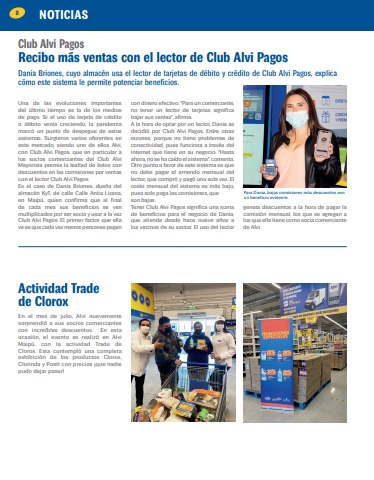 8
NOTICIAS
Club Alvi Pagos
Recibo más ventas con el lector de Club Alvi Pagos
Dania Briones, cuyo almacén usa el lector de tarjetas de débito y crédito de Club Alvi Pagos, explica
cómo este sistema le permite potenciar beneficios.
Una de las evoluciones importantes
del último tiempo es la de los medios
de pago. Si el uso de tarjeta de crédito
o débito venía creciendo, la pandemia
marcó un punto de despegue de estos
sistemas. Surgieron varios oferentes en
este mercado, siendo uno de ellos Alvi,
con Club Alvi Pagos, que en particular a
los socios comerciantes del Club Alvi
Mayorista premia la lealtad de éstos con
descuentos en las comisiones por ventas
con el lector Club Alvi Pagos
Es el caso de Dania Briones, dueña del
almacén KyF, de calle Calle Anita Lizana,
en Maipú, quien confirma que al final
de cada mes sus beneficios se ven
multiplicados por ser socia y usar a la vez
Club Alvi Pagos. El primer factor que ella
ve es que cada vez menos personas pagan
con dinero efectivo. "Para un comerciante,
no tener un lector de tarjetas significa
bajar sus ventas", afirma.
A la hora de optar por un lector, Dania se
decidió por Club Alvi Pagos. Entre otras
razones, porque no tiene problemas de
conectividad, pues funciona a través del
internet que tiene en su negocio. "Hasta
ahora, no se ha caído el sistema", comenta.
Otro punto a favor de este sistema es que
no debe pagar el arriendo mensual del
lector, que compró y pagó una sola vez. El
costo mensual del sistema es más bajo,
pues solo paga las comisiones, que
son bajas.
Tener Club Alvi Pagos significa una suma
de beneficios para el negocio de Dania,
que atiende desde hace nueve años a
los vecinos de su sector. El uso del lector
Para Dania, bajas comisiones más descuentos son
un beneficio evidente
genera descuentos a la hora de pagar la
comisión mensual, los que se agregan a
los que ella tiene como socia comerciante
de Alvi.
Actividad Trade
de Clorox
En el mes de julio, Alvi nuevamente
sorprendió a sus socios comerciantes
con increíbles descuentos. En esta
ocasión, el evento se realizó en Alvi
Maipú, con la actividad Trade de
Clorox. Esta contempló una completa
exhibición de los productos Clorox,
Clorinda y Poett con precios ¡que nadie
pudo dejar pasar!